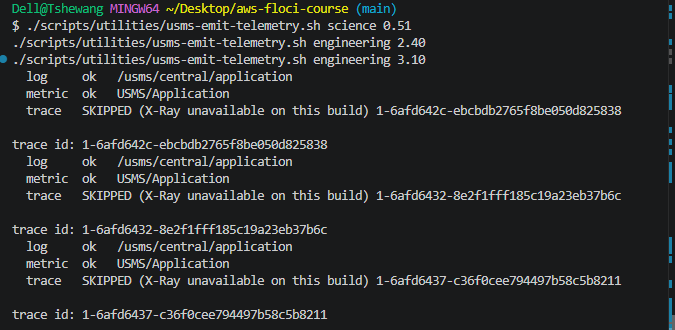 Dell@Tshewang MINGW64 ~/Desktop/aws-floci-course (main)
$ ./scripts/utilities/usms-emit-telemetry.sh science 0.51
./scripts/utilities/usms-emit-telemetry.sh engineering 2.40
./scripts/utilities/usms-emit-telemetry.sh engineering 3.10
  log     ok   /usms/central/application
  metric  ok   USMS/Application
  trace   SKIPPED (X-Ray unavailable on this build) 1-6afd642c-ebcbdb2765f8be050d825838

trace id: 1-6afd642c-ebcbdb2765f8be050d825838
  log     ok   /usms/central/application
  metric  ok   USMS/Application
  trace   SKIPPED (X-Ray unavailable on this build) 1-6afd6432-8e2f1fff185c19a23eb37b6c

trace id: 1-6afd6432-8e2f1fff185c19a23eb37b6c
  log     ok   /usms/central/application
  metric  ok   USMS/Application
  trace   SKIPPED (X-Ray unavailable on this build) 1-6afd6437-c36f0cee794497b58c5b8211

trace id: 1-6afd6437-c36f0cee794497b58c5b8211